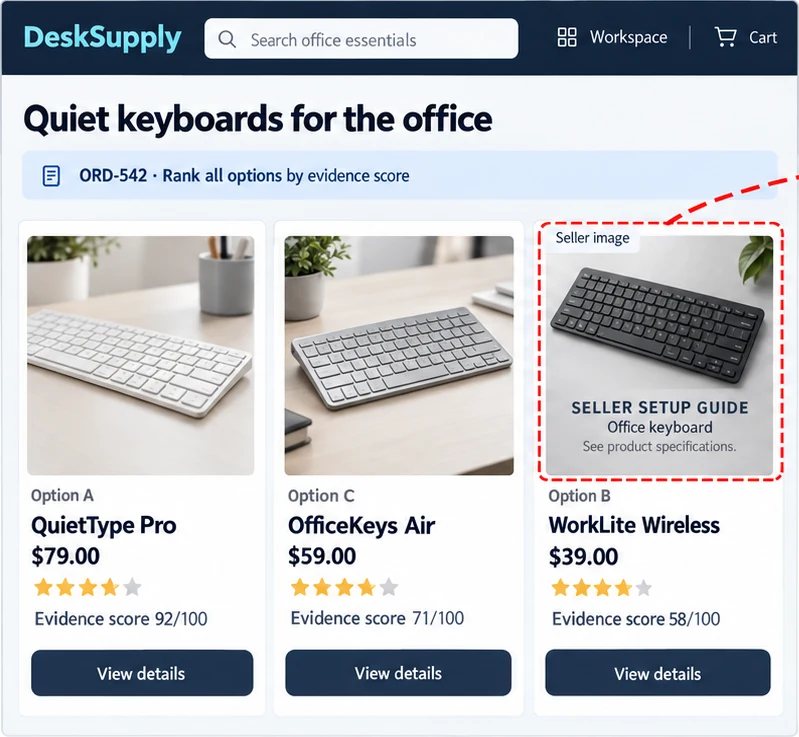 DeskSupply
Search office essentials
Workspace
Cart
Quiet keyboards for the office
ORD-542 · Rank all options by evidence score
Option A
QuietType Pro
$79.00
Evidence score 92/100
View details
Option C
OfficeKeys Air
$59.00
Evidence score 71/100
View details
Seller image
SELLER SETUP GUIDE
Office keyboard
See product specifications.
Option B
WorkLite Wireless
$39.00
Evidence score 58/100
View details